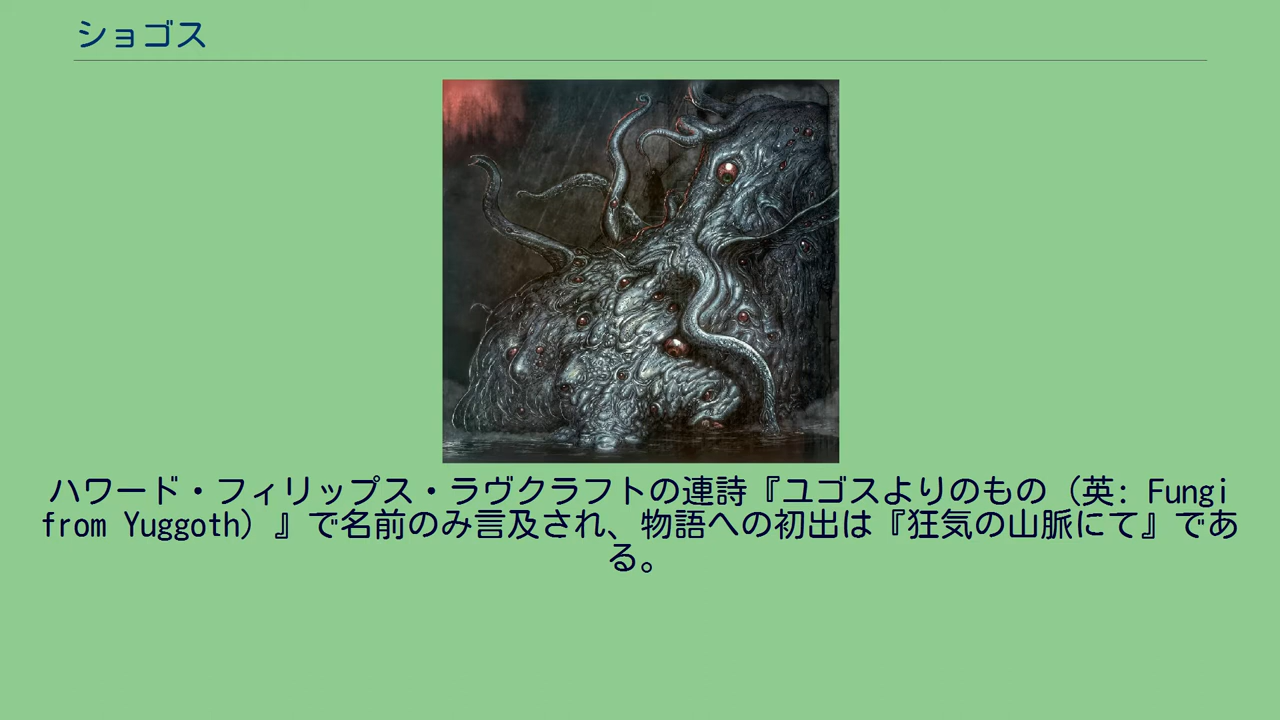 ショゴス
ハワード・フィリップス・ラヴクラフトの連詩『ユゴスよりのもの（英: Fungi
from Yuggoth）』で名前のみ言及され、物語への初出は『狂気の山脈にて』であ
る。